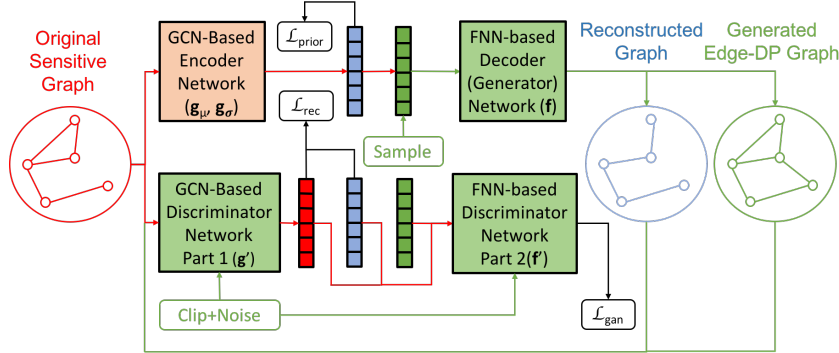 Original
Sensitive
Graph
GCN-Based
Encoder
Network
(gμ, gσ)
ℒprior
ℒrec
Sample
FNN-based
Decoder
(Generator)
Network (f)
Reconstructed
Graph
Generated
Edge-DP Graph
GCN-Based
Discriminator
Network
Part 1 (g')
FNN-based
Discriminator
Network
Part 2(f')
Clip+Noise
ℒgan